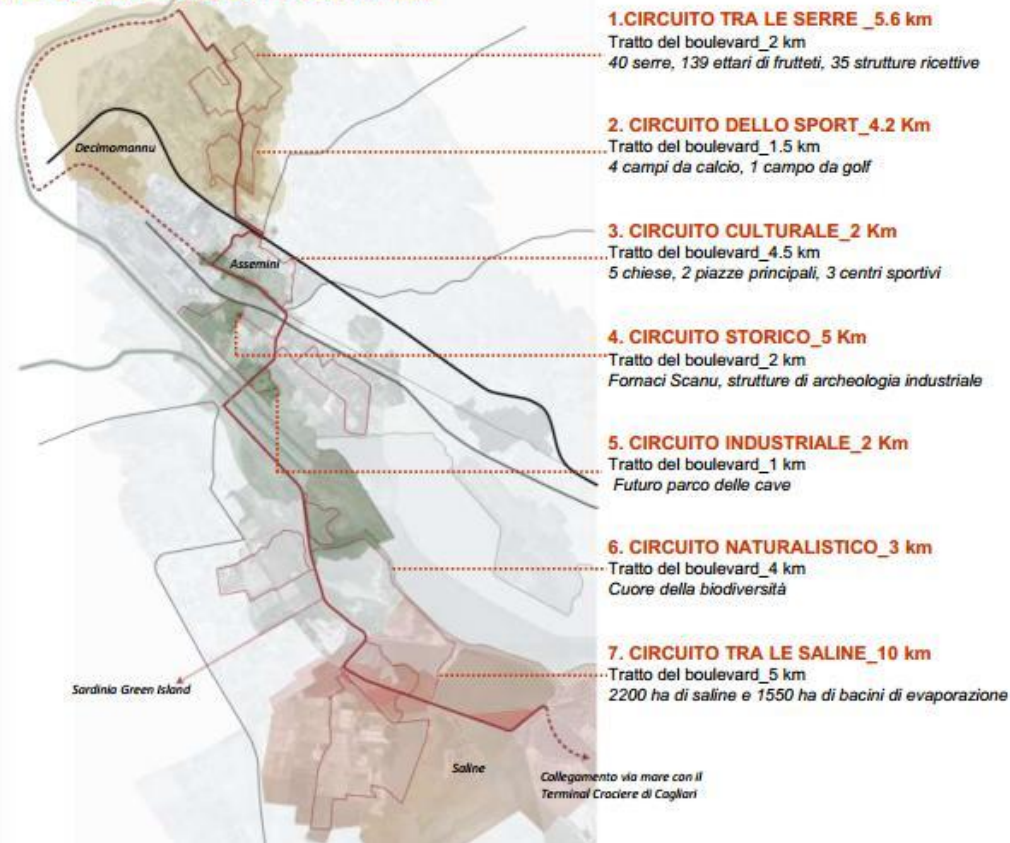 1.CIRCUITO TRA LE SERRE _5.6 km
Tratto del boulevard_2 km
40 serre, 139 ettari di frutteti, 35 strutture ricettive
2. CIRCUITO DELLO SPORT_4.2 Km
Tratto del boulevard_1.5 km
4 campi da calcio, 1 campo da golf
3. CIRCUITO CULTURALE_2 Km
Tratto del boulevard_4.5 km
5 chiese, 2 piazze principali, 3 centri sportivi
4. CIRCUITO STORICO_5 Km
Tratto del boulevard_2 km
Fornaci Scanu, strutture di archeologia industriale
5. CIRCUITO INDUSTRIALE_2 Km
Tratto del boulevard_1 km
Futuro parco delle cave
6. CIRCUITO NATURALISTICO_3 km
Tratto del boulevard_4 km
Cuore della biodiversità
7. CIRCUITO TRA LE SALINE_10 km
Tratto del boulevard_5 km
2200 ha di saline e 1550 ha di bacini di evaporazione
Decimomannu
Assemini
Sardinia Green Island
Saline
Collegamento via mare con il
Terminal Crociere di Cagliari